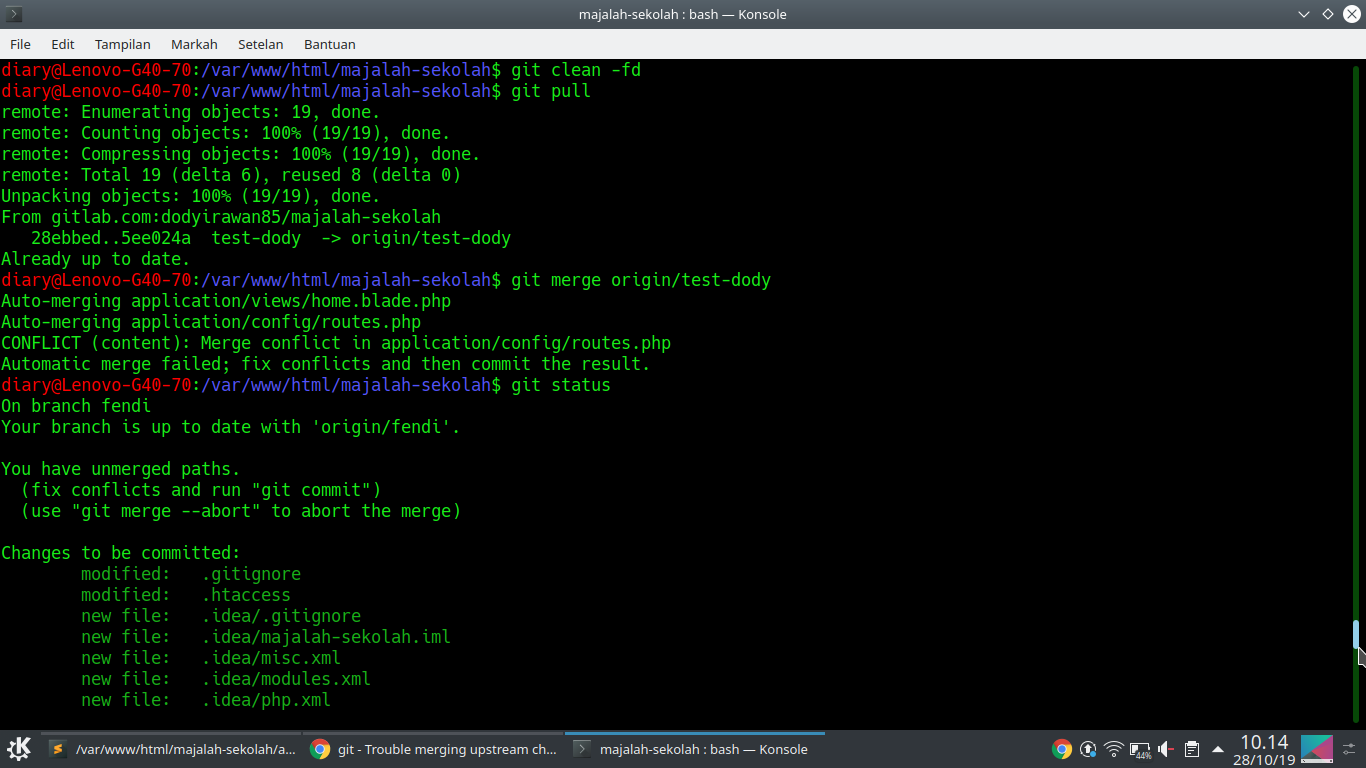 majalah-sekolah : bash — Konsole
File Edit Tampilan Markah Setelan Bantuan
diary@Lenovo-G40-70:/var/www/html/majalah-sekolah$ git clean -fd
diary@Lenovo-G40-70:/var/www/html/majalah-sekolah$ git pull
remote: Enumerating objects: 19, done.
remote: Counting objects: 100% (19/19), done.
remote: Compressing objects: 100% (19/19), done.
remote: Total 19 (delta 6), reused 8 (delta 0)
Unpacking objects: 100% (19/19), done.
From gitlab.com:dodyirawan85/majalah-sekolah
   28ebbed..5ee024a  test-dody  -> origin/test-dody
Already up to date.
diary@Lenovo-G40-70:/var/www/html/majalah-sekolah$ git merge origin/test-dody
Auto-merging application/views/home.blade.php
Auto-merging application/config/routes.php
CONFLICT (content): Merge conflict in application/config/routes.php
Automatic merge failed; fix conflicts and then commit the result.
diary@Lenovo-G40-70:/var/www/html/majalah-sekolah$ git status
On branch fendi
Your branch is up to date with 'origin/fendi'.
You have unmerged paths.
  (fix conflicts and run "git commit")
  (use "git merge --abort" to abort the merge)
Changes to be committed:
        modified:   .gitignore
        modified:   .htaccess
        new file:   .idea/.gitignore
        new file:   .idea/majalah-sekolah.iml
        new file:   .idea/misc.xml
        new file:   .idea/modules.xml
        new file:   .idea/php.xml
/var/www/html/majalah-sekolah/a... git - Trouble merging upstream ch... majalah-sekolah : bash — Konsole 44% 10.14
28/10/19